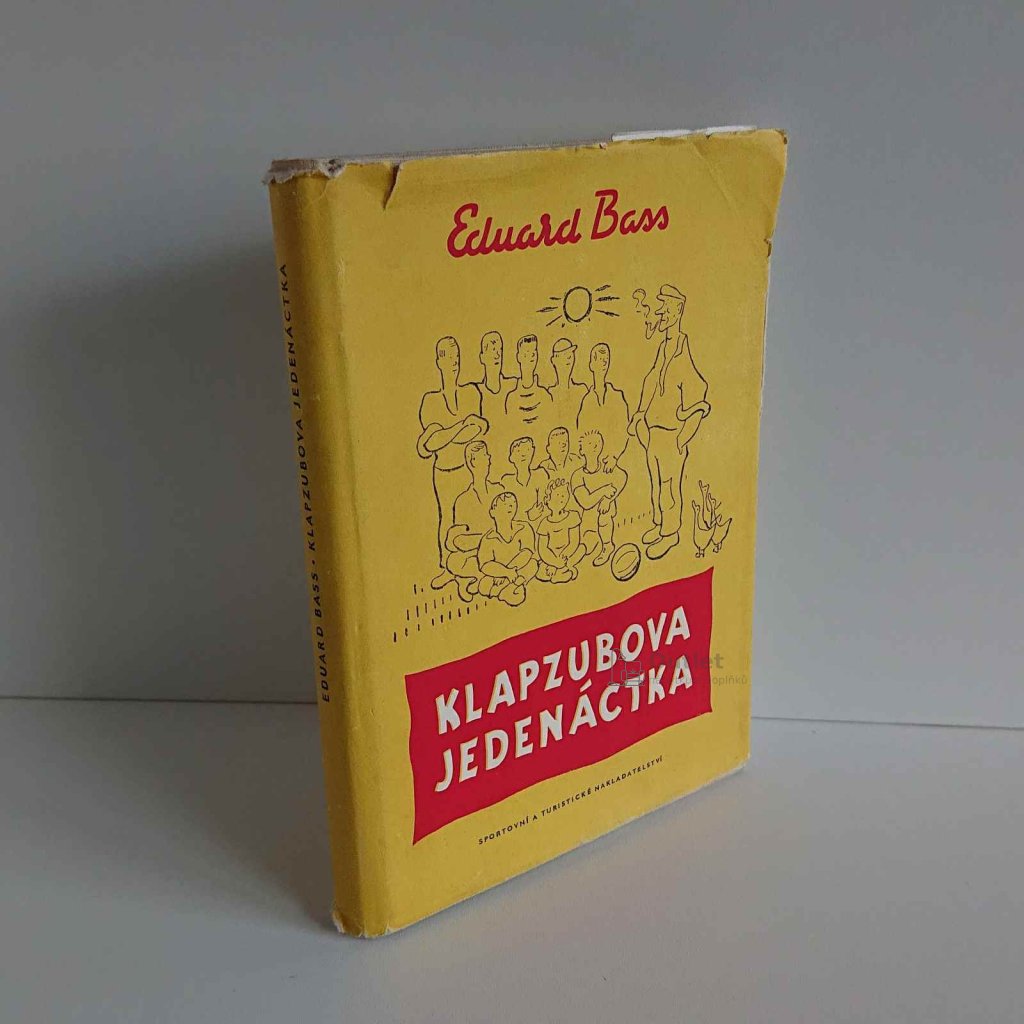 Eduard Bass
KLAPZUBOVA
JEDENÁCTKA
SPORTOVNÍ A TURISTICKÉ NAKLADATELSTVÍ
EDUARD BASS • KLAPZUBOVA JEDENÁCTKA